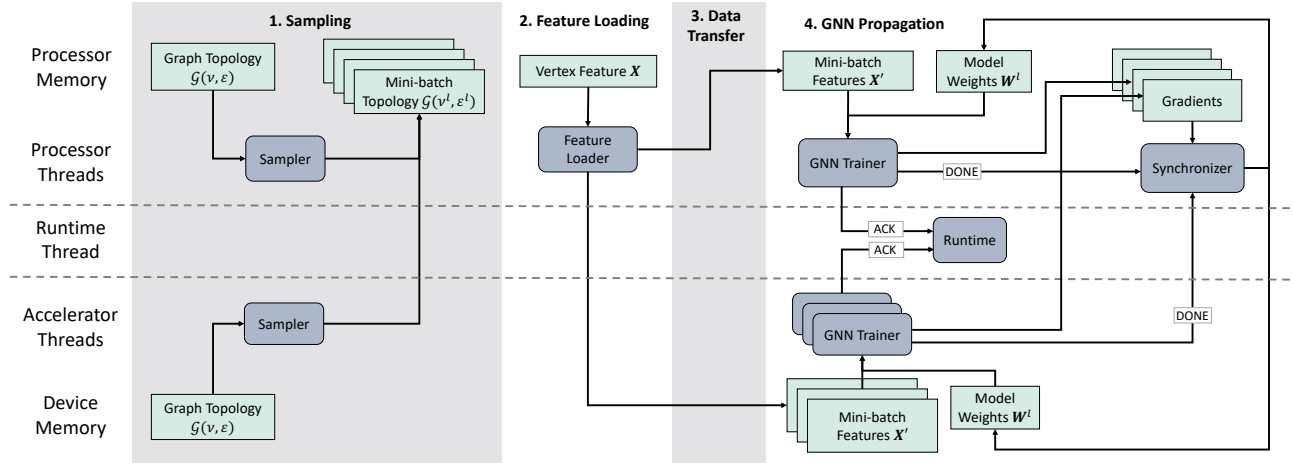 1. Sampling
2. Feature Loading
3. Data
Transfer
4. GNN Propagation
Processor
Memory
Graph Topology
𝒢(𝜈, 𝜀)
Mini-batch
Topology 𝒢(𝜈ˡ, 𝜀ˡ)
Vertex Feature X
Mini-batch
Features X′
Model
Weights Wˡ
Gradients
Processor
Threads
Sampler
Feature
Loader
GNN Trainer
DONE
Synchronizer
Runtime
Thread
ACK
ACK
Runtime
Accelerator
Threads
Sampler
GNN Trainer
DONE
Device
Memory
Graph Topology
𝒢(𝜈, 𝜀)
Mini-batch
Features X′
Model
Weights Wˡ